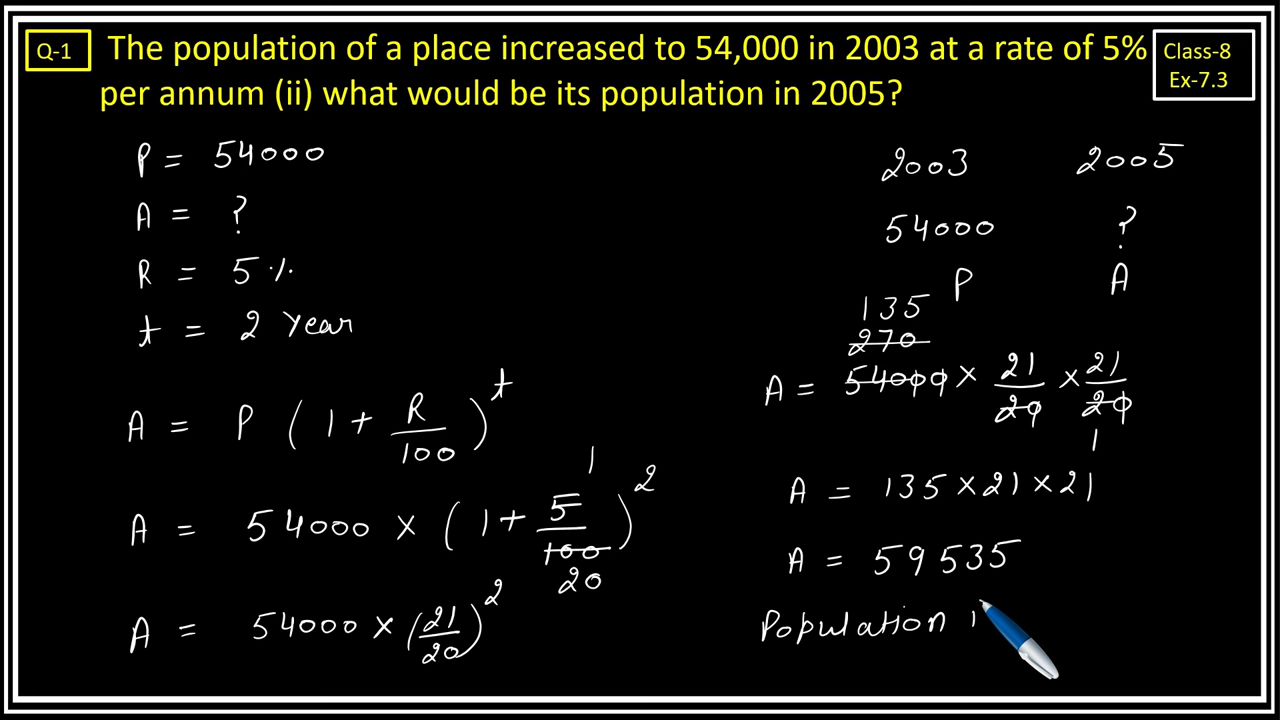 Q-1
The population of a place increased to 54,000 in 2003 at a rate of 5%
per annum (ii) what would be its population in 2005?
Class-8
Ex-7.3
P = 54000
A = ?
R = 5 %
t = 2 Year
A = P ( 1 + R/100 )^t
A = 54000 × ( 1 + 5/100 )^2
1
20
A = 54000 × (21/20)^2
2003 2005
54000 ?
P A
135
270
A = 54000 × 21/20 × 21/20
1
A = 135 × 21 × 21
A = 59535
Population